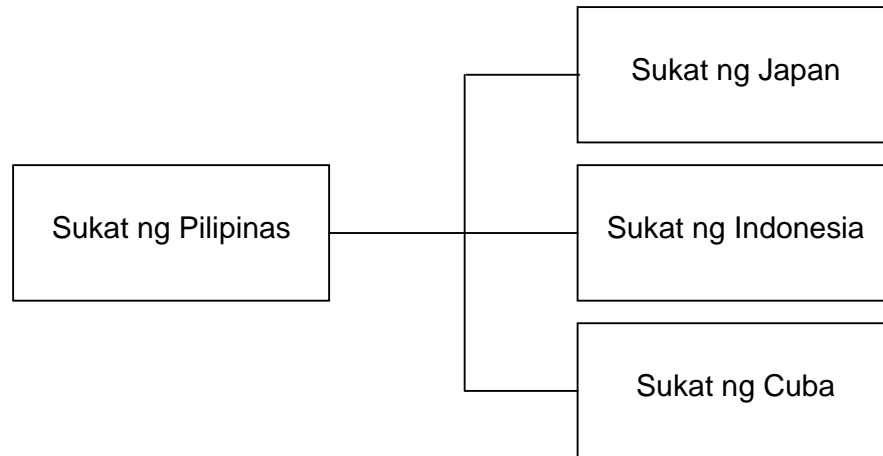 Sukat ng Japan
Sukat ng Pilipinas
Sukat ng Indonesia
Sukat ng Cuba